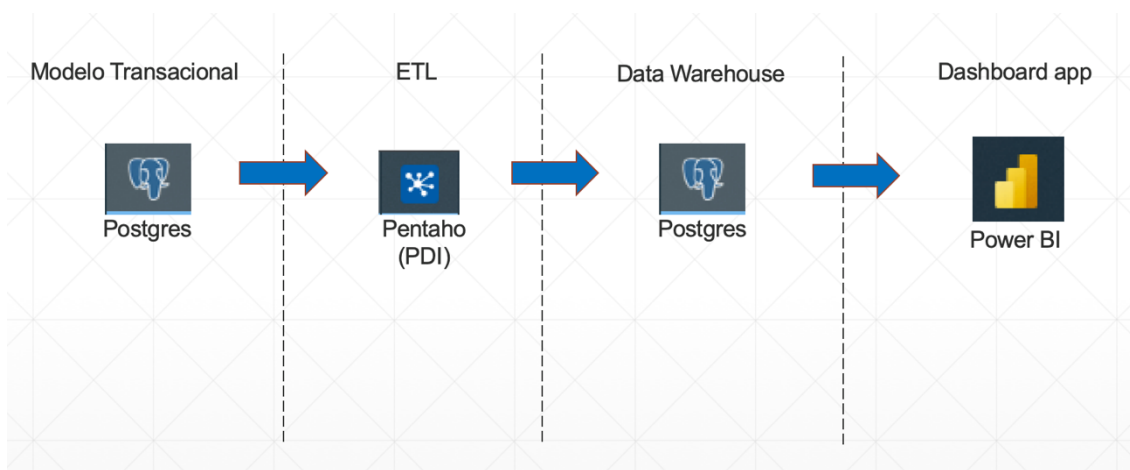 Modelo Transacional
ETL
Data Warehouse
Dashboard app
Postgres
Pentaho
(PDI)
Postgres
Power BI